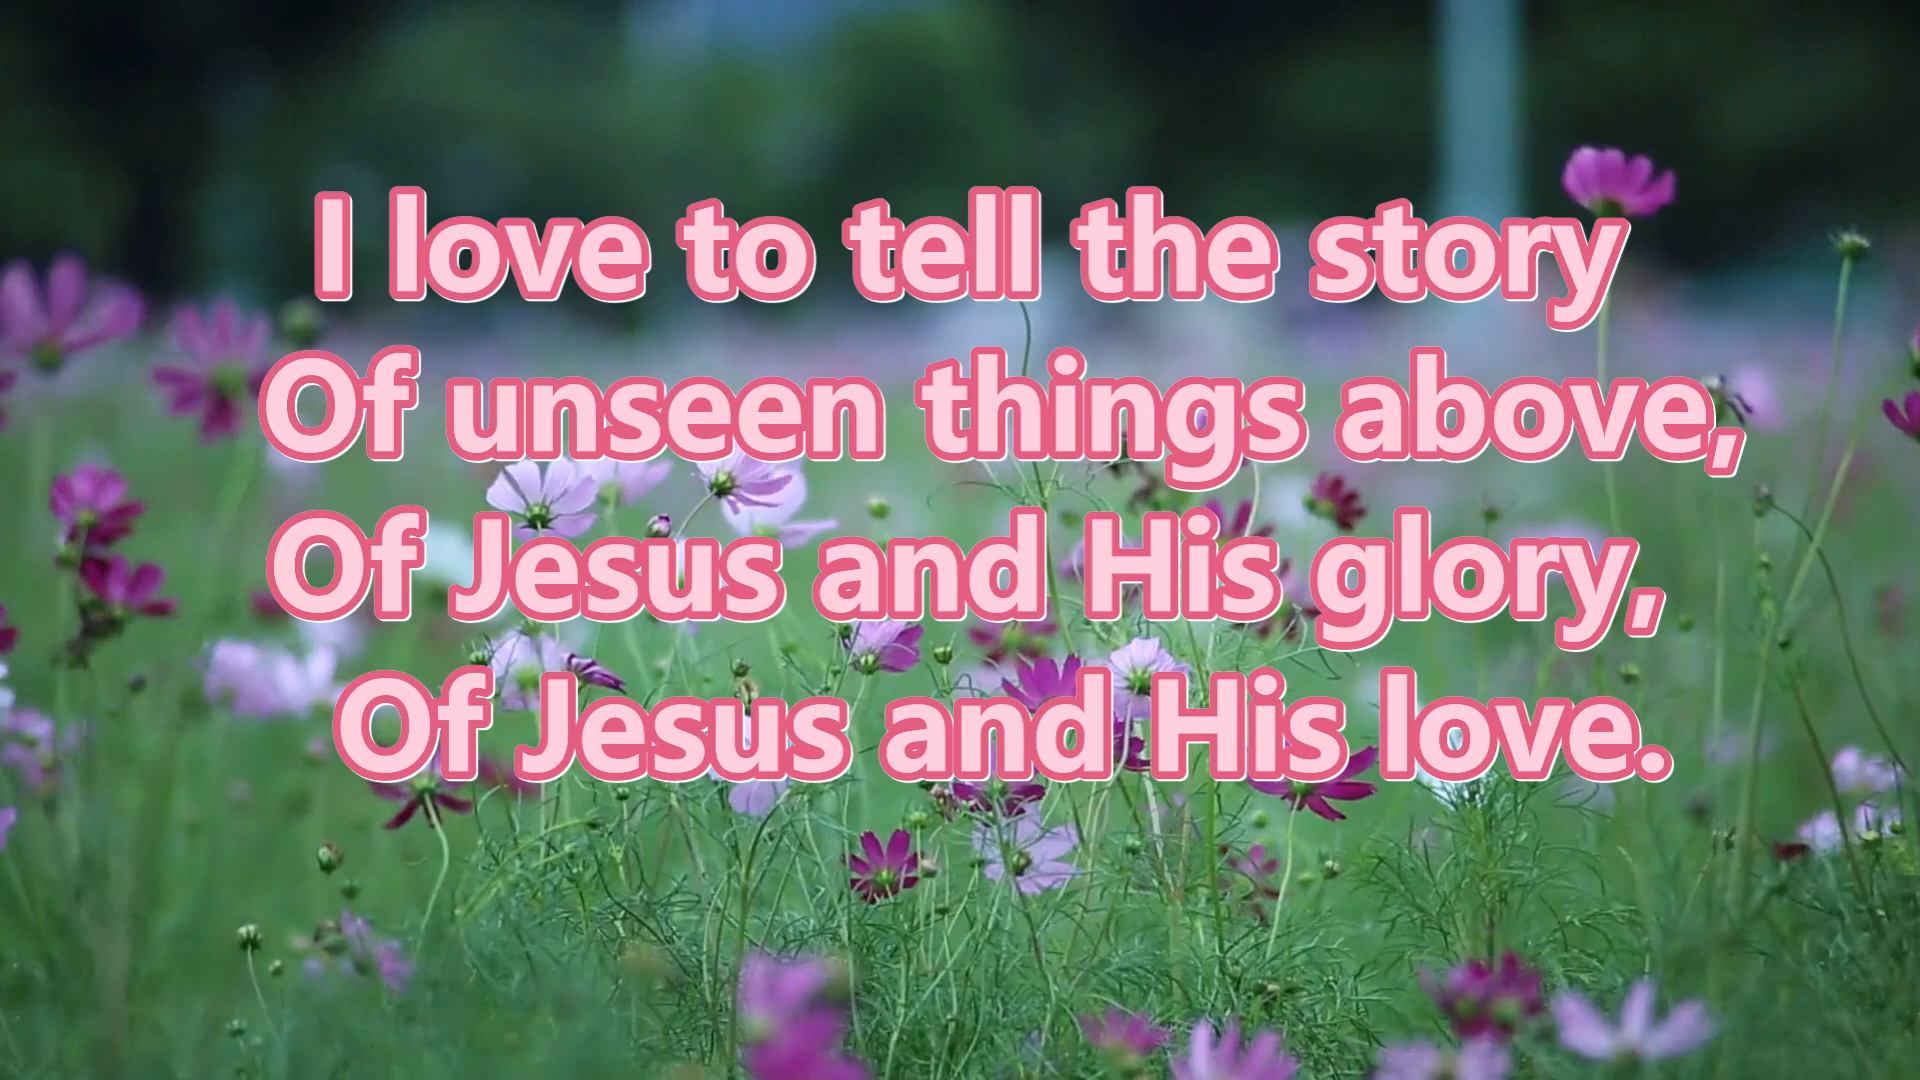 I love to tell the story
Of unseen things above,
Of Jesus and His glory,
Of Jesus and His love.